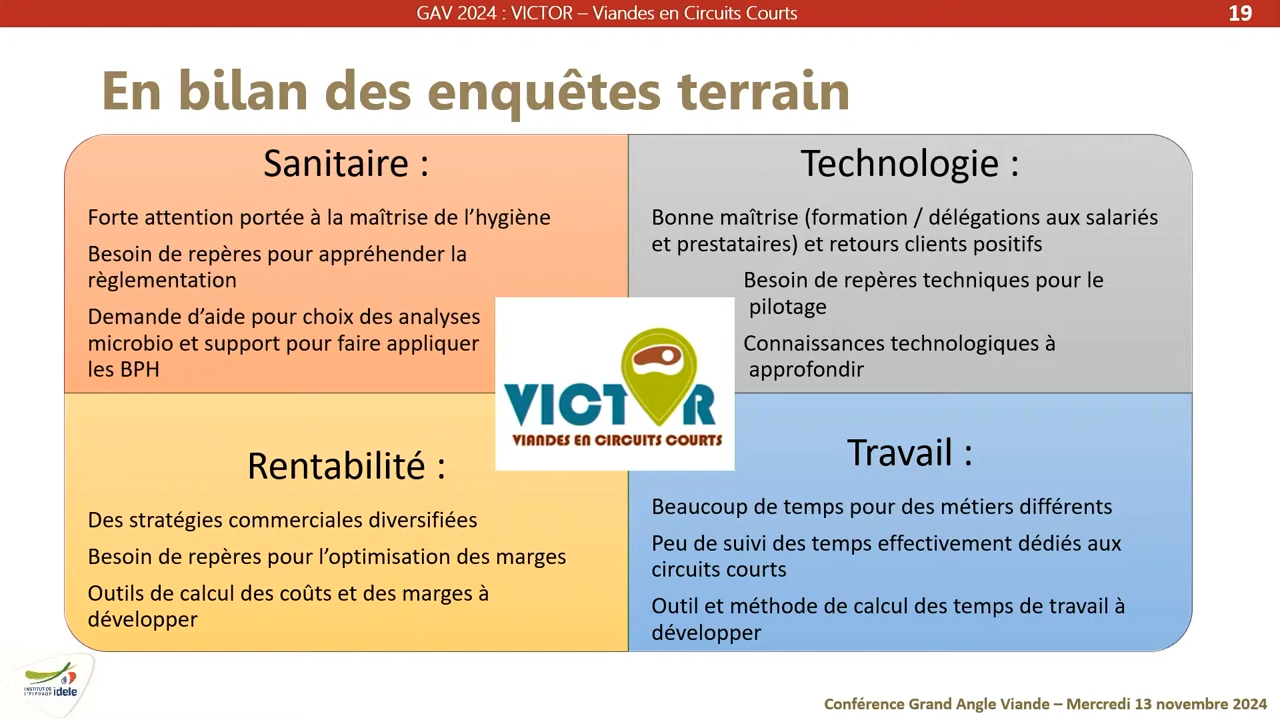 GAV 2024 : VICTOR – Viandes en Circuits Courts
19
En bilan des enquêtes terrain
Sanitaire :
Forte attention portée à la maîtrise de l’hygiène
Besoin de repères pour appréhender la
règlementation
Demande d’aide pour choix des analyses
microbio et support pour faire appliquer
les BPH
Technologie :
Bonne maîtrise (formation / délégations aux salariés
et prestataires) et retours clients positifs
Besoin de repères techniques pour le
pilotage
Connaissances technologiques à
approfondir
VICTOR
VIANDES EN CIRCUITS COURTS
Rentabilité :
Des stratégies commerciales diversifiées
Besoin de repères pour l’optimisation des marges
Outils de calcul des coûts et des marges à
développer
Travail :
Beaucoup de temps pour des métiers différents
Peu de suivi des temps effectivement dédiés aux
circuits courts
Outil et méthode de calcul des temps de travail à
développer
INSTITUT DE
L'ELEVAGE idele
Conférence Grand Angle Viande – Mercredi 13 novembre 2024